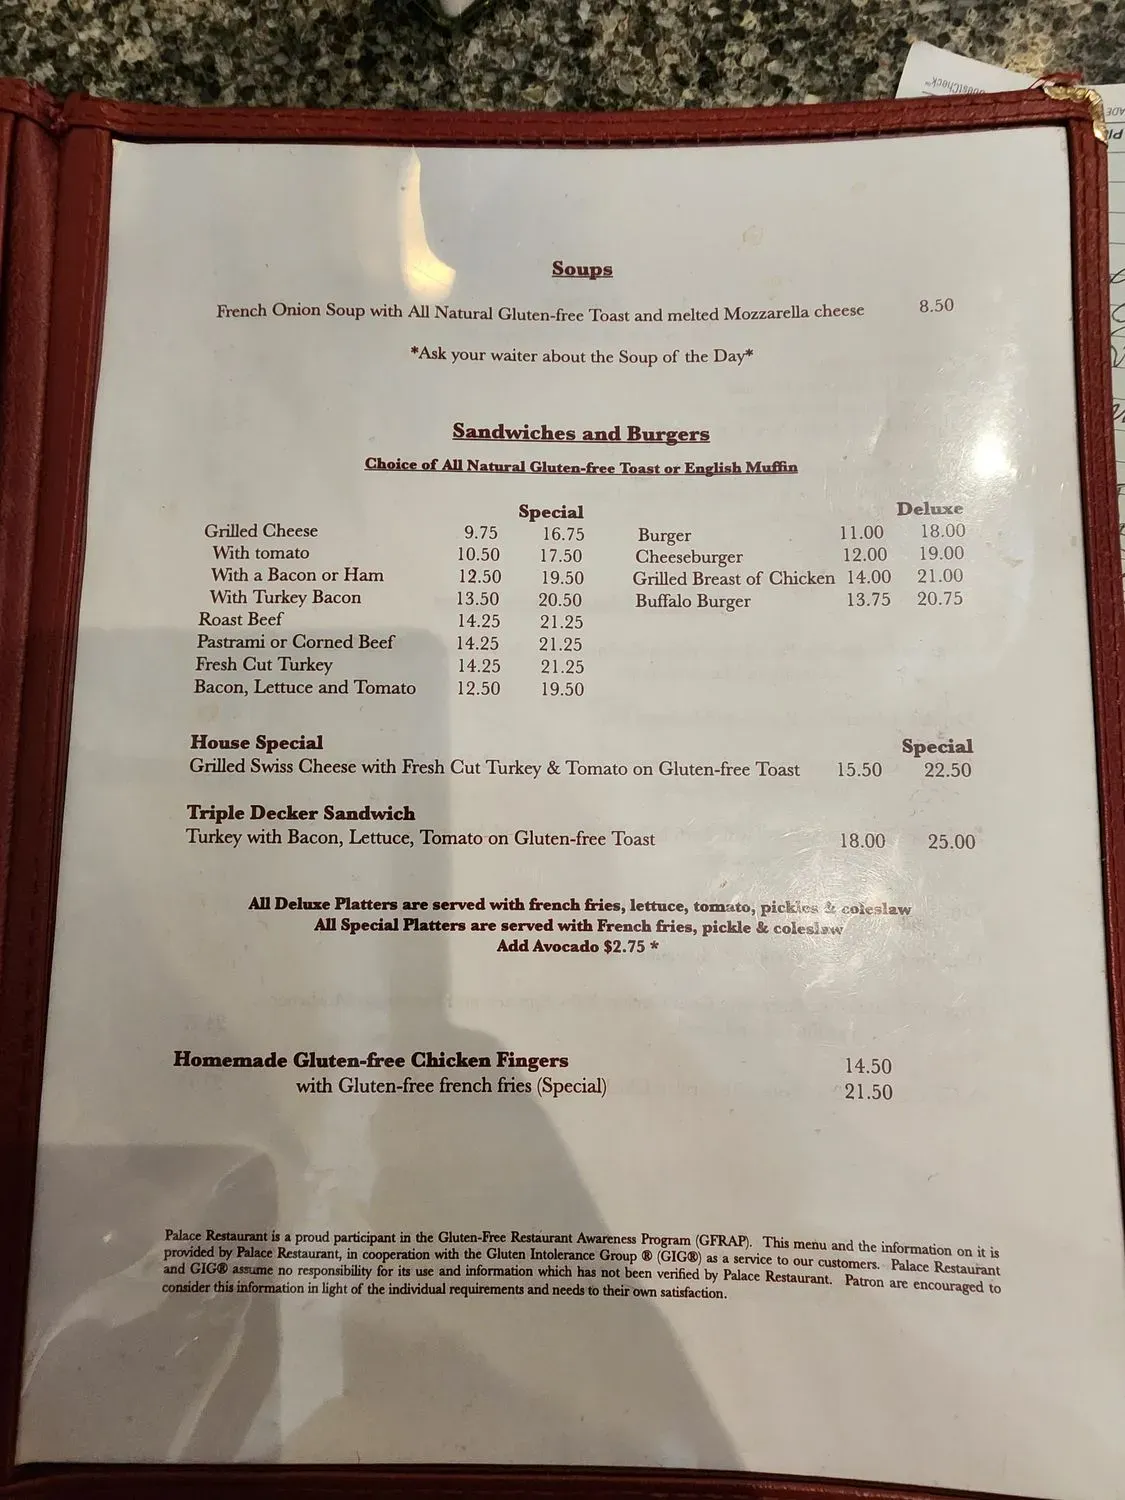 GuestCheck™
Soups
French Onion Soup with All Natural Gluten-free Toast and melted Mozzarella cheese 8.50
*Ask your waiter about the Soup of the Day*
Sandwiches and Burgers
Choice of All Natural Gluten-free Toast or English Muffin
Special Deluxe
Grilled Cheese 9.75 16.75 Burger 11.00 18.00
With tomato 10.50 17.50 Cheeseburger 12.00 19.00
With a Bacon or Ham 12.50 19.50 Grilled Breast of Chicken 14.00 21.00
With Turkey Bacon 13.50 20.50 Buffalo Burger 13.75 20.75
Roast Beef 14.25 21.25
Pastrami or Corned Beef 14.25 21.25
Fresh Cut Turkey 14.25 21.25
Bacon, Lettuce and Tomato 12.50 19.50
House Special Special
Grilled Swiss Cheese with Fresh Cut Turkey & Tomato on Gluten-free Toast 15.50 22.50
Triple Decker Sandwich
Turkey with Bacon, Lettuce, Tomato on Gluten-free Toast 18.00 25.00
All Deluxe Platters are served with french fries, lettuce, tomato, pickles & coleslaw
All Special Platters are served with French fries, pickle & coleslaw
Add Avocado $2.75 *
Homemade Gluten-free Chicken Fingers 14.50
with Gluten-free french fries (Special) 21.50
Palace Restaurant is a proud participant in the Gluten-Free Restaurant Awareness Program (GFRAP). This menu and the information on it is
provided by Palace Restaurant, in cooperation with the Gluten Intolerance Group ® (GIG®) as a service to our customers. Palace Restaurant
and GIG® assume no responsibility for its use and information which has not been verified by Palace Restaurant. Patron are encouraged to
consider this information in light of the individual requirements and needs to their own satisfaction.